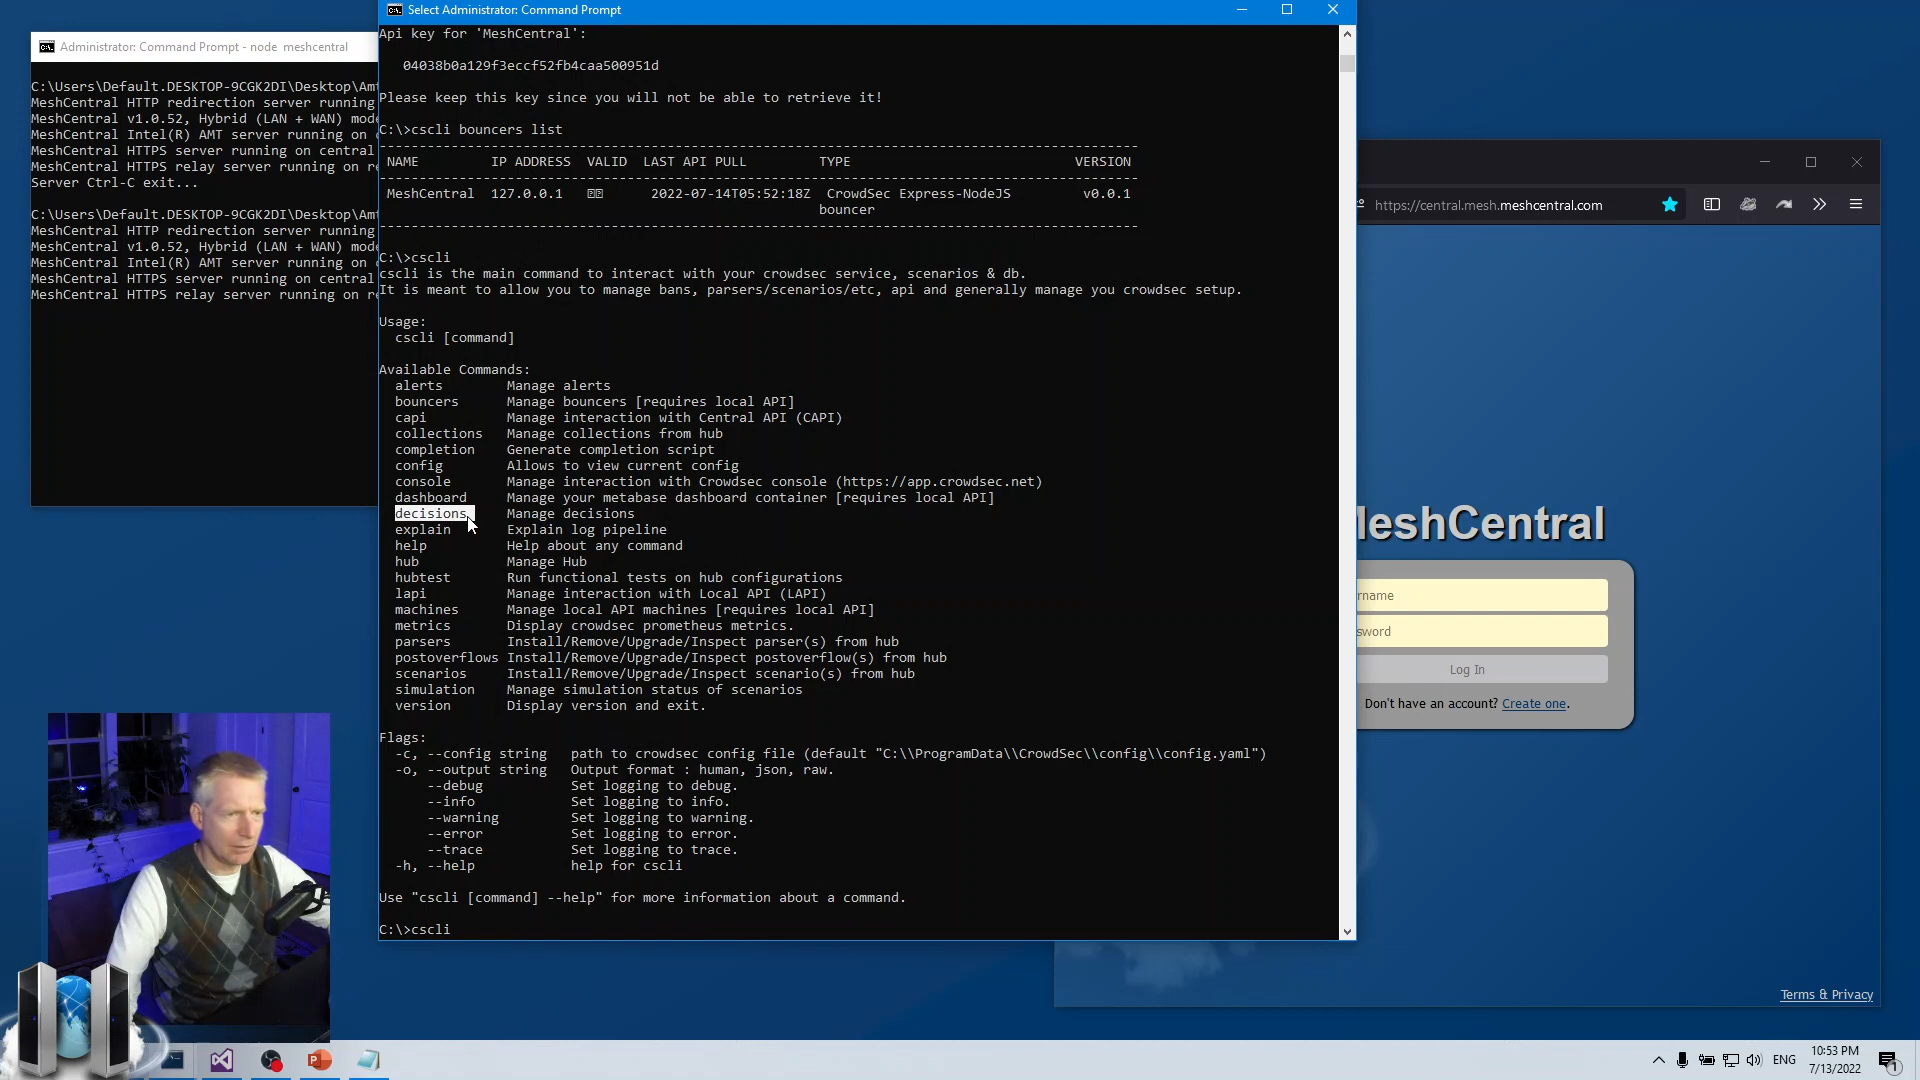 Select Administrator: Command Prompt
Api key for 'MeshCentral':
04038b0a129f3eccf52fb4caa500951d
Please keep this key since you will not be able to retrieve it!
C:\>cscli bouncers list
NAME IP ADDRESS VALID LAST API PULL TYPE VERSION
MeshCentral 127.0.0.1 2022-07-14T05:52:18Z CrowdSec Express-NodeJS v0.0.1
bouncer
C:\>cscli
cscli is the main command to interact with your crowdsec service, scenarios & db.
It is meant to allow you to manage bans, parsers/scenarios/etc, api and generally manage you crowdsec setup.
Usage:
cscli [command]
Available Commands:
alerts Manage alerts
bouncers Manage bouncers [requires local API]
capi Manage interaction with Central API (CAPI)
collections Manage collections from hub
completion Generate completion script
config Allows to view current config
console Manage interaction with Crowdsec console (https://app.crowdsec.net)
dashboard Manage your metabase dashboard container [requires local API]
decisions Manage decisions
explain Explain log pipeline
help Help about any command
hub Manage Hub
hubtest Run functional tests on hub configurations
lapi Manage interaction with Local API (LAPI)
machines Manage local API machines [requires local API]
metrics Display crowdsec prometheus metrics.
parsers Install/Remove/Upgrade/Inspect parser(s) from hub
postoverflows Install/Remove/Upgrade/Inspect postoverflow(s) from hub
scenarios Install/Remove/Upgrade/Inspect scenario(s) from hub
simulation Manage simulation status of scenarios
version Display version and exit.
Flags:
-c, --config string path to crowdsec config file (default "C:\\ProgramData\\CrowdSec\\config\\config.yaml")
-o, --output string Output format : human, json, raw.
--debug Set logging to debug.
--info Set logging to info.
--warning Set logging to warning.
--error Set logging to error.
--trace Set logging to trace.
-h, --help help for cscli
Use "cscli [command] --help" for more information about a command.
C:\>cscli
Administrator: Command Prompt - node meshcentral
C:\Users\Default.DESKTOP-9CGK2DI\Desktop\Am
MeshCentral HTTP redirection server running
MeshCentral v1.0.52, Hybrid (LAN + WAN) mod
MeshCentral Intel(R) AMT server running on
MeshCentral HTTPS server running on central
MeshCentral HTTPS relay server running on r
Server Ctrl-C exit...
C:\Users\Default.DESKTOP-9CGK2DI\Desktop\Am
MeshCentral HTTP redirection server running
MeshCentral v1.0.52, Hybrid (LAN + WAN) mod
MeshCentral Intel(R) AMT server running on
MeshCentral HTTPS server running on central
MeshCentral HTTPS relay server running on r
https://central.mesh.meshcentral.com
MeshCentral
rname
sword
Log In
Don't have an account? Create one.
Terms & Privacy
ENG
10:53 PM
7/13/2022
1